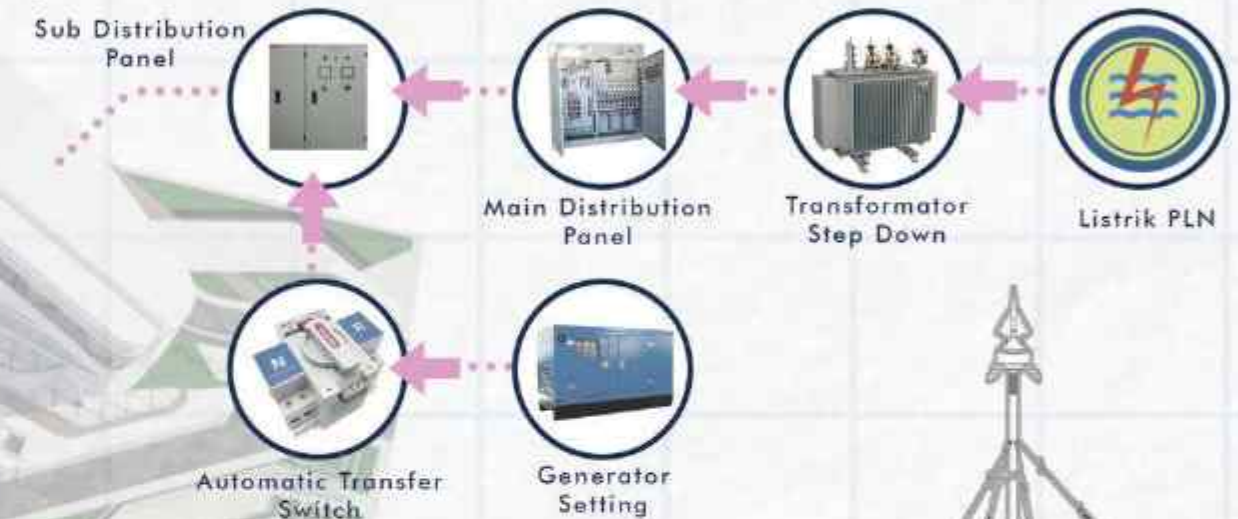 Sub Distribution
Panel
Main Distribution
Panel
Transformator
Step Down
Listrik PLN
Automatic Transfer
Switch
Generator
Setting